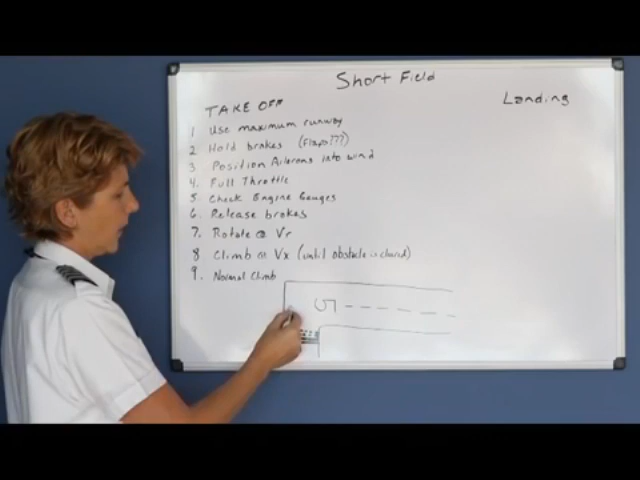 Short Field
TAKE OFF
Landing
1 Use maximum runway
2 Hold brakes (flaps???)
3 Position Ailerons into wind
4. Full Throttle
5 Check Engine Gauges
6. Release brakes
7. Rotate @ Vr
8 Climb at Vx (until obstacle is cleared)
9. Normal Climb
5